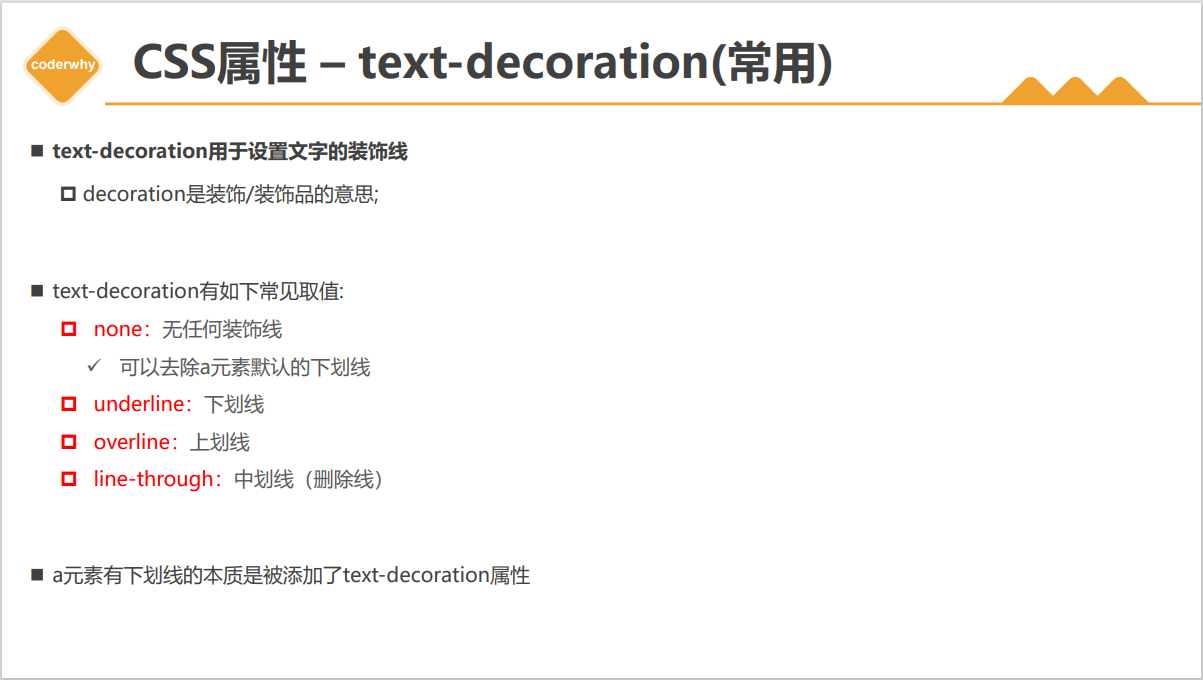 coderwhy
CSS属性 – text-decoration(常用)
text-decoration用于设置文字的装饰线
decoration是装饰/装饰品的意思;
text-decoration有如下常见取值:
none：无任何装饰线
可以去除a元素默认的下划线
underline：下划线
overline：上划线
line-through：中划线（删除线）
a元素有下划线的本质是被添加了text-decoration属性